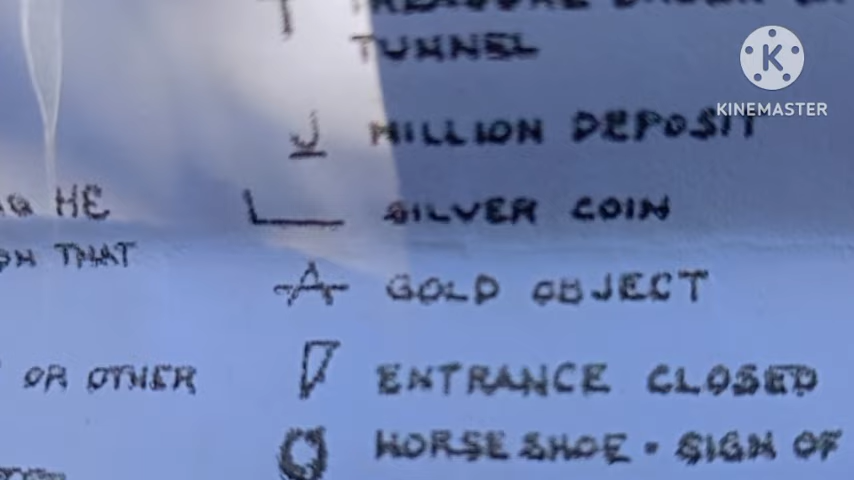 TUNNEL
K
KINEMASTER
MILLION DEPOSIT
HE
SILVER COIN
THAT
GOLD OBJECT
OR OTHER
ENTRANCE CLOSED
HORSE SHOE - SIGN OF